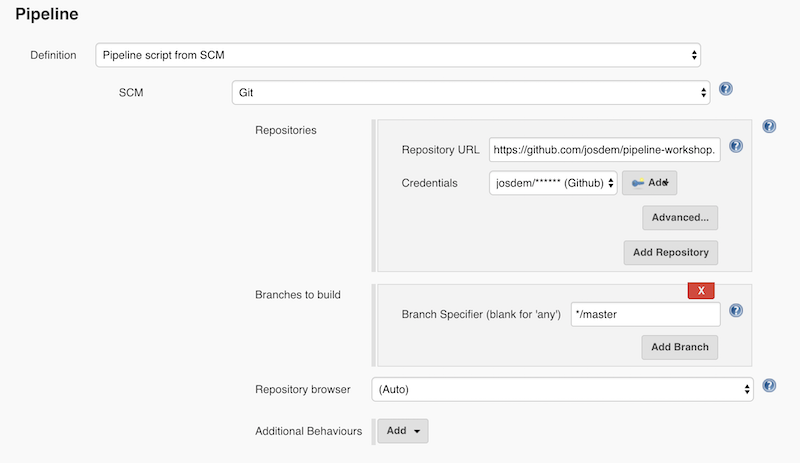 Pipeline
Definition Pipeline script from SCM
SCM Git
Repositories
Repository URL https://github.com/josdem/pipeline-workshop.
Credentials josdem/****** (Github) Add
Advanced...
Add Repository
Branches to build
X
Branch Specifier (blank for 'any') */master
Add Branch
Repository browser (Auto)
Additional Behaviours Add